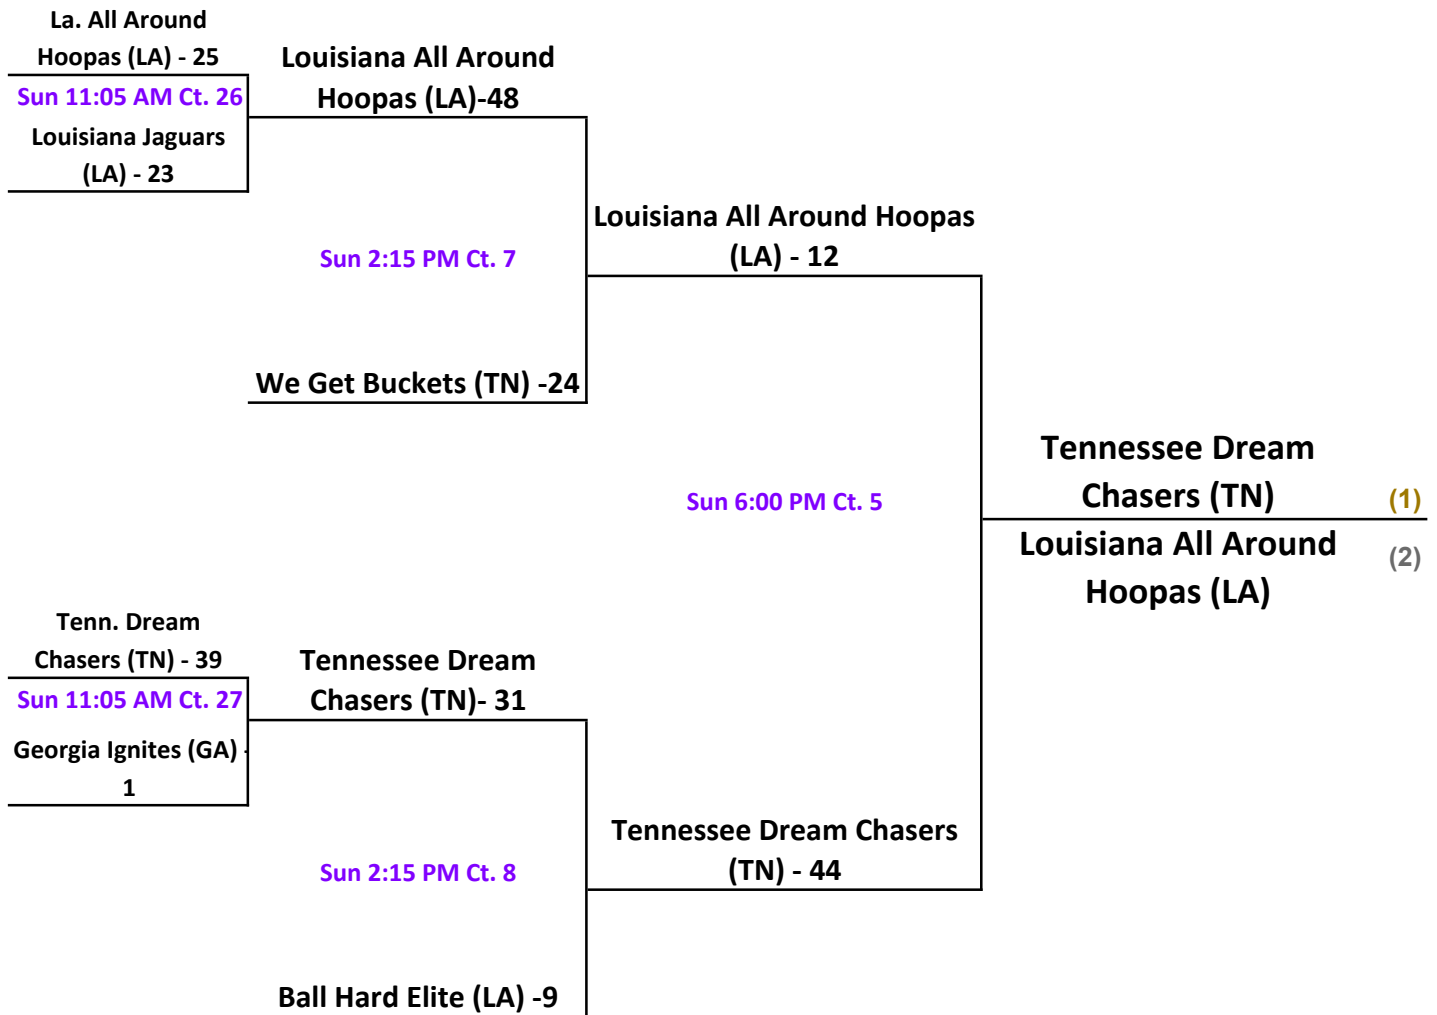 La. All Around
Hoopas (LA) - 25
Sun 11:05 AM Ct. 26
Louisiana Jaguars
(LA) - 23
Louisiana All Around
Hoopas (LA)-48
Sun 2:15 PM Ct. 7
We Get Buckets (TN) -24
Louisiana All Around Hoopas
(LA) - 12
Sun 6:00 PM Ct. 5
Tennessee Dream
Chasers (TN) (1)
Louisiana All Around
Hoopas (LA) (2)
Tenn. Dream
Chasers (TN) - 39
Sun 11:05 AM Ct. 27
Georgia Ignites (GA) -
1
Tennessee Dream
Chasers (TN)- 31
Sun 2:15 PM Ct. 8
Ball Hard Elite (LA) -9
Tennessee Dream Chasers
(TN) - 44